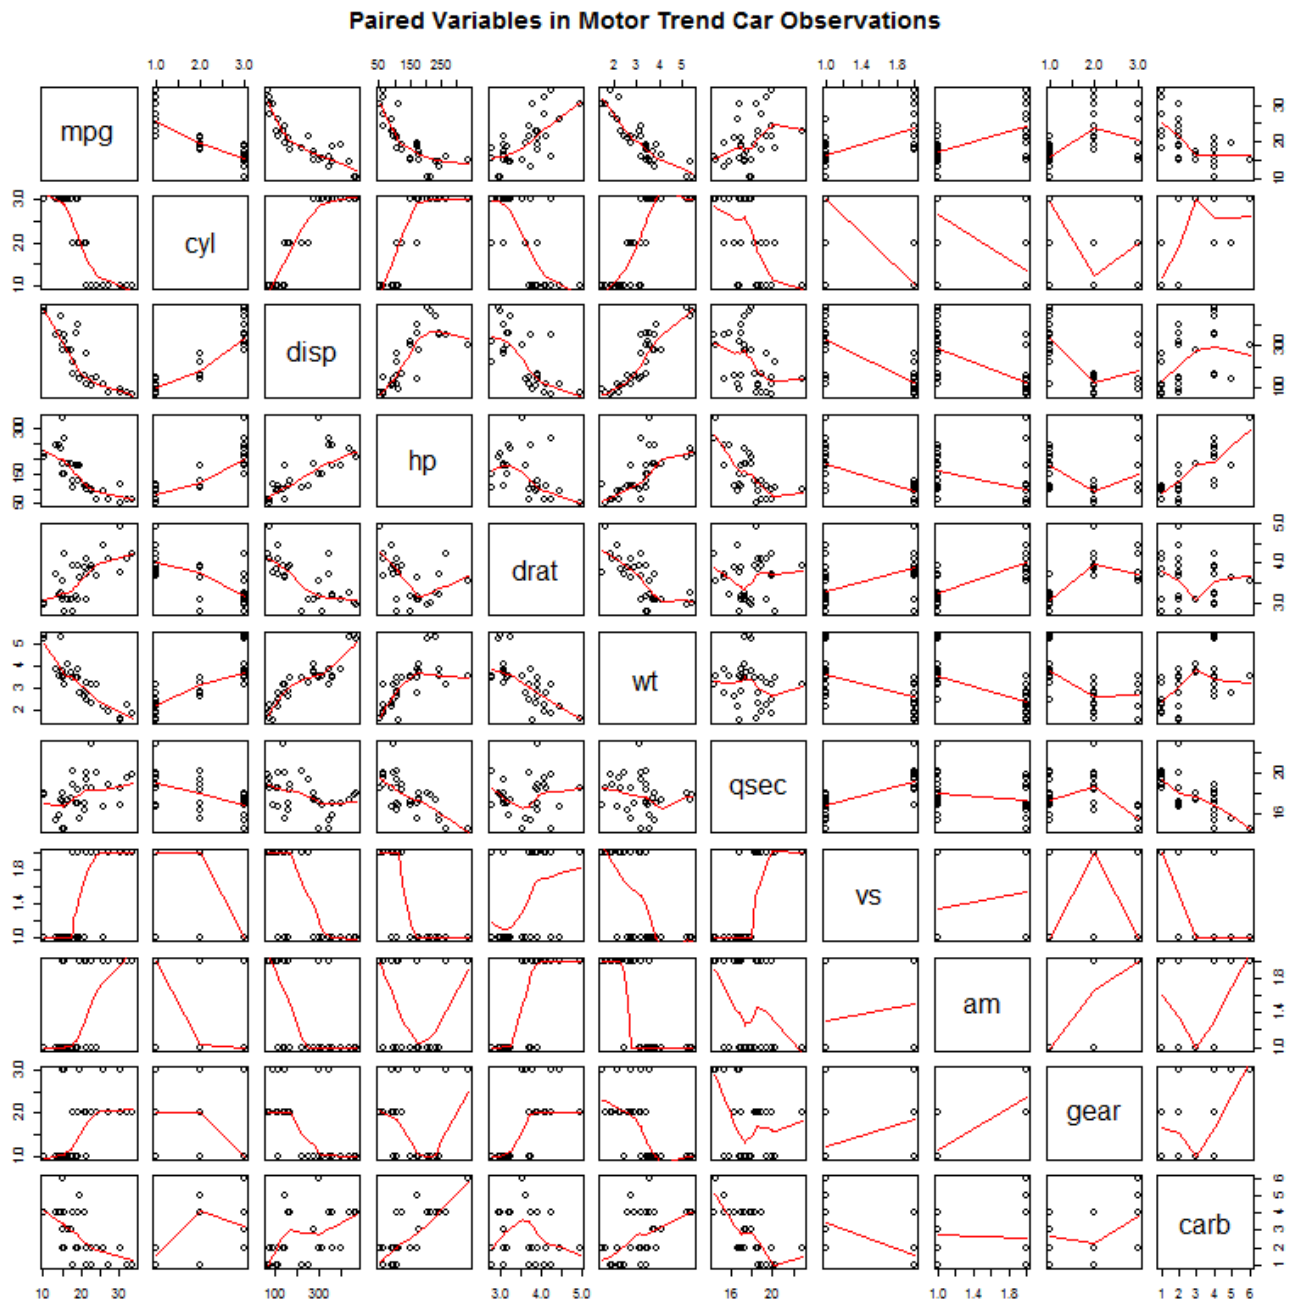 Paired Variables in Motor Trend Car Observations
1.0 2.0 3.0 50 150 250 2 3 4 5 1.0 1.4 1.8 1.0 2.0 3.0
mpg 10 20 30
1.0 2.0 3.0 cyl
disp 100 300
50 150 300 hp
drat 3.0 4.0 5.0
2 3 4 5 wt
qsec 16 20
1.0 1.4 1.8 vs
am 1.0 1.4 1.8
1.0 2.0 3.0 gear
carb 1 2 3 4 5 6
10 30 100 300 3.0 4.0 5.0 16 20 1.0 1.4 1.8 1 2 3 4 5 6